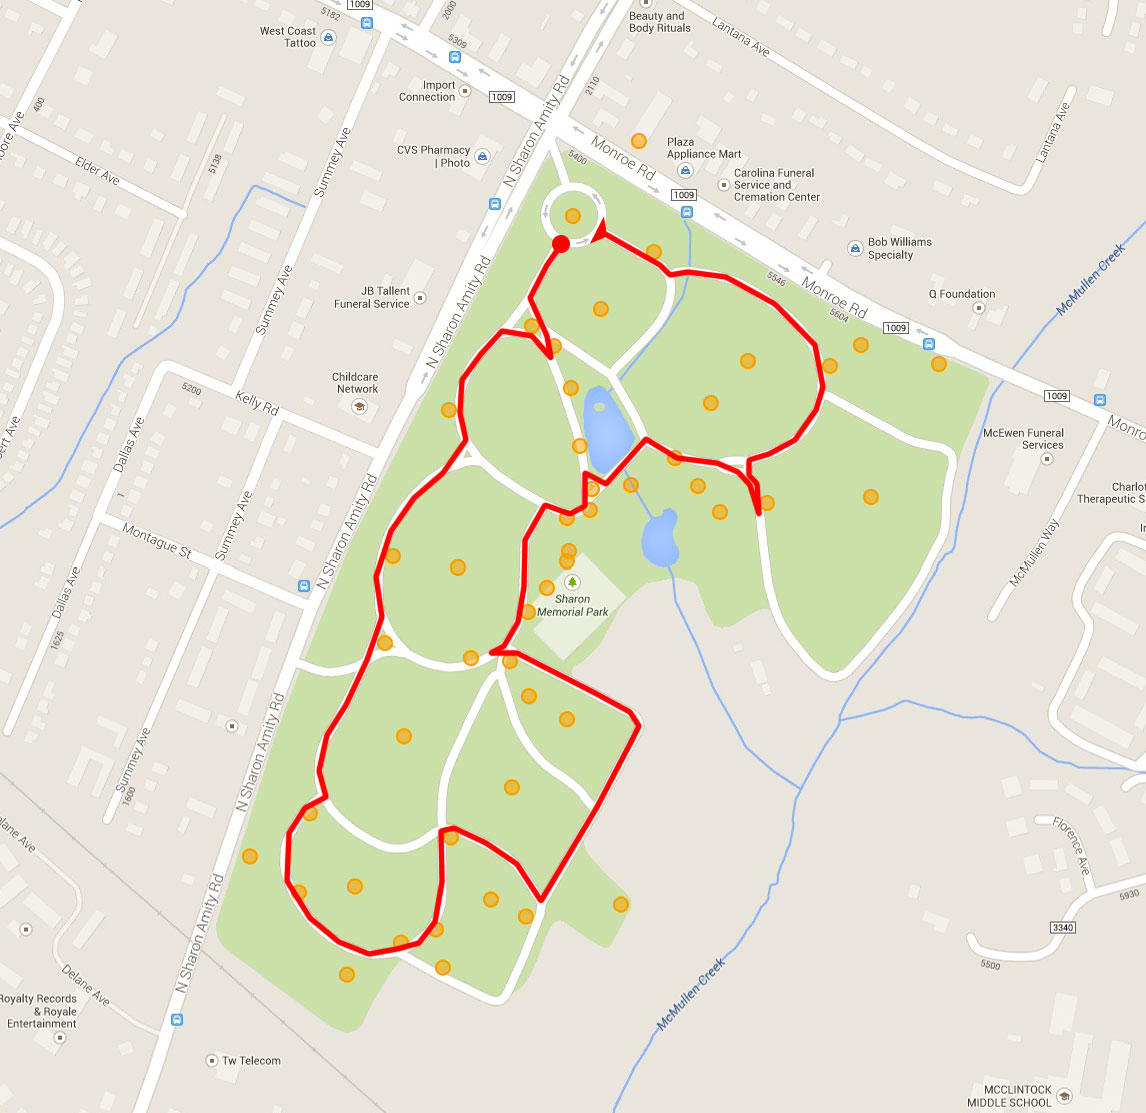 1009
5182
2000
West Coast
Tattoo
5309
Beauty and
Body Rituals
Lantana Ave
Import
Connection
1009
2110
400
N Sharon Amity Rd
Monroe Rd
Lantana Ave
CVS Pharmacy
| Photo
5400
Plaza
Appliance Mart
Elder Ave
5138
Summey Ave
Carolina Funeral
Service and
Cremation Center
1009
Bob Williams
Specialty
McMullen Creek
JB Tallent
Funeral Service
N Sharon Amity Rd
Summey Ave
5546
Monroe Rd
Q Foundation
5604
1009
Childcare
Network
5200
Kelly Rd
1009
Monro
Dallas Ave
McEwen Funeral
Services
N Sharon Amity Rd
Summey Ave
1
Charlot
Therapeutic S
Montague St
McMullen Way
Dallas Ave
1625
Sharon
Memorial Park
N Sharon Amity Rd
Summey Ave
1600
elane Ave
Florence Ave
5930
3340
5500
N Sharon Amity Rd
Delane Ave
McMullen Creek
Royalty Records
& Royale
Entertainment
Tw Telecom
MCCLINTOCK
MIDDLE SCHOOL